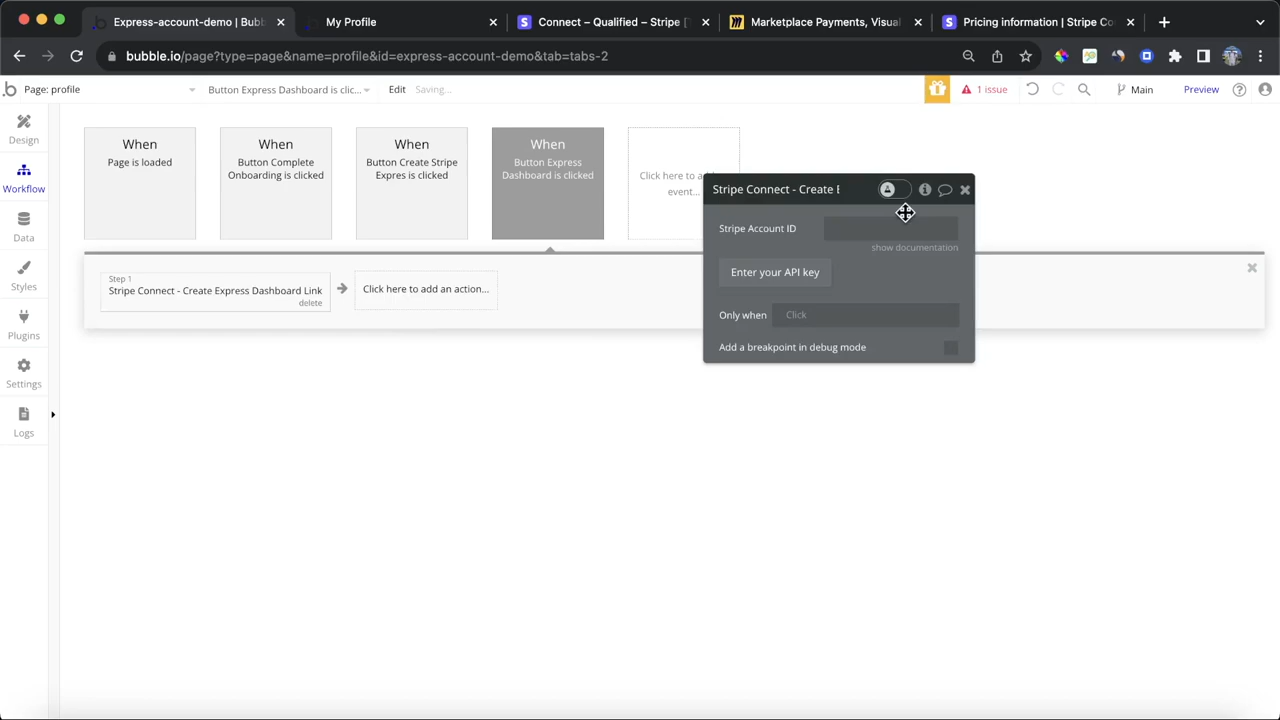 Express-account-demo | Bubb
My Profile
Connect – Qualified – Stripe [
Marketplace Payments, Visual
Pricing information | Stripe Co
bubble.io/page?type=page&name=profile&id=express-account-demo&tab=tabs-2
Page: profile
Button Express Dashboard is clic...
Edit
Saving...
1 issue
Main
Preview
Design
Workflow
Data
Styles
Plugins
Settings
Logs
When
Page is loaded
When
Button Complete
Onboarding is clicked
When
Button Create Stripe
Expres is clicked
When
Button Express
Dashboard is clicked
Click here to a
event...
Step 1
Stripe Connect - Create Express Dashboard Link
delete
Click here to add an action...
Stripe Connect - Create E
Stripe Account ID
show documentation
Enter your API key
Only when
Click
Add a breakpoint in debug mode